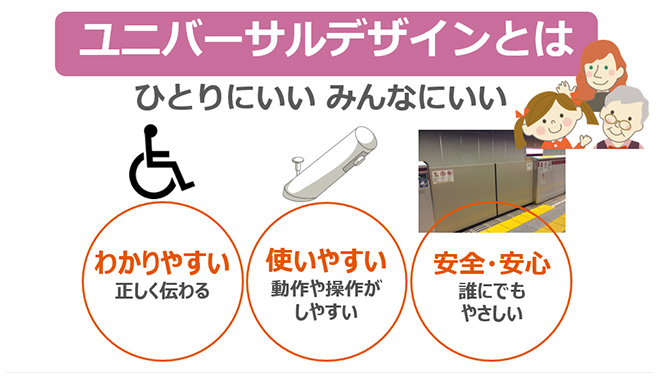 ユニバーサルデザインとは
ひとりにいい みんなにいい
わかりやすい
正しく伝わる
使いやすい
動作や操作が
しやすい
安全・安心
誰にでも
やさしい